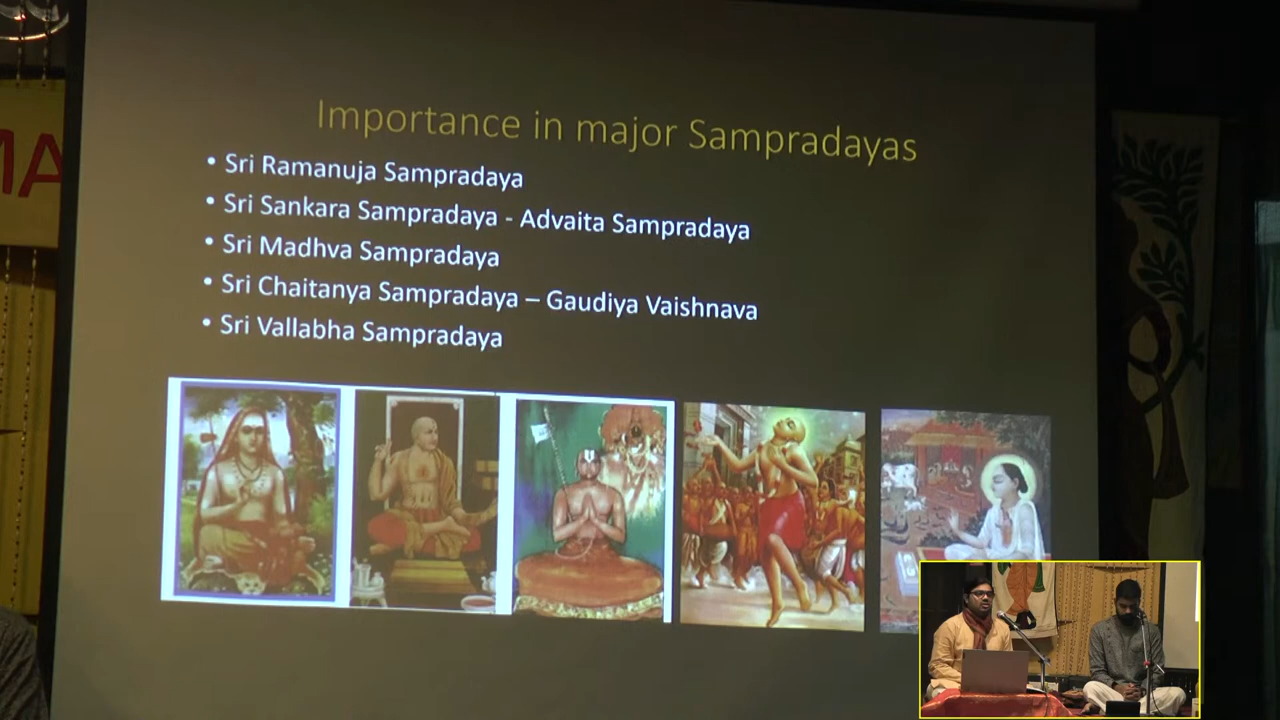 Importance in major Sampradayas
• Sri Ramanuja Sampradaya
• Sri Sankara Sampradaya - Advaita Sampradaya
• Sri Madhva Sampradaya
• Sri Chaitanya Sampradaya – Gaudiya Vaishnava
• Sri Vallabha Sampradaya
MA